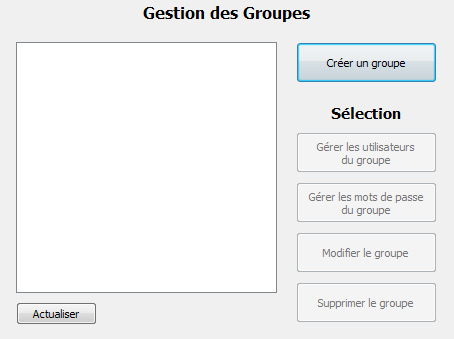 Gestion des Groupes
Créer un groupe
Sélection
Gérer les utilisateurs
du groupe
Gérer les mots de passe
du groupe
Modifier le groupe
Supprimer le groupe
Actualiser